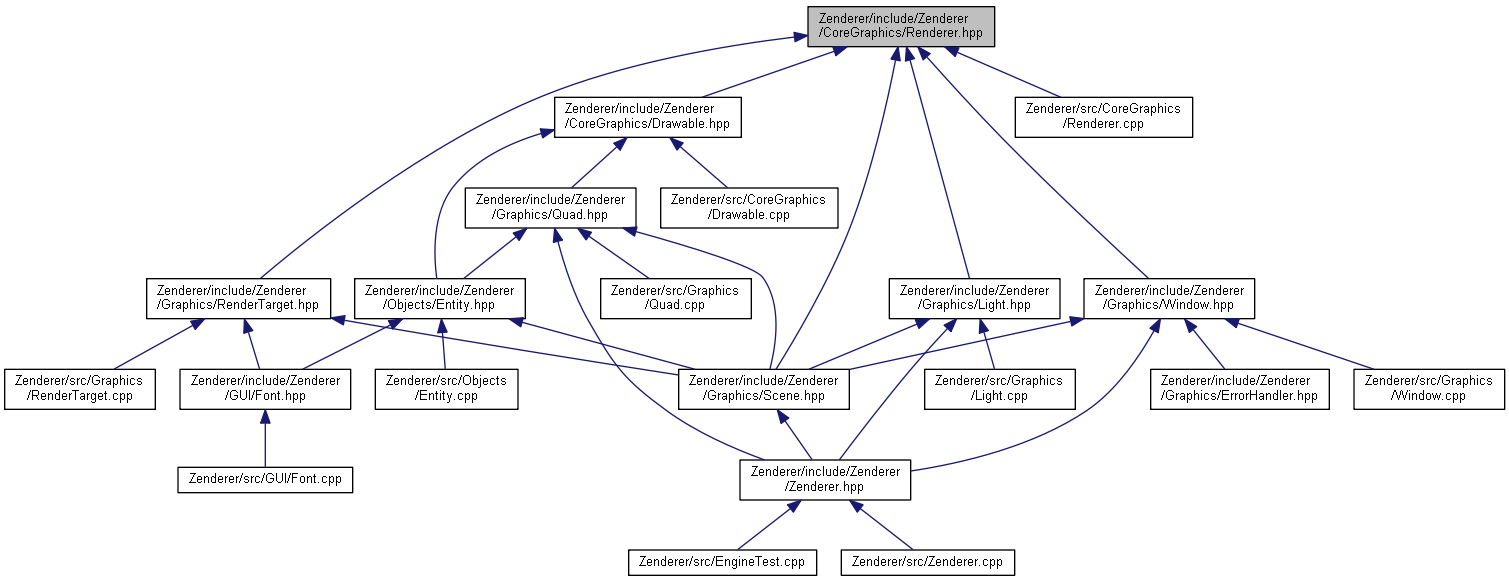 Zenderer/include/Zenderer
/CoreGraphics/Renderer.hpp
Zenderer/include/Zenderer
/CoreGraphics/Drawable.hpp
Zenderer/src/CoreGraphics
/Renderer.cpp
Zenderer/include/Zenderer
/Graphics/Quad.hpp
Zenderer/src/CoreGraphics
/Drawable.cpp
Zenderer/include/Zenderer
/Graphics/RenderTarget.hpp
Zenderer/include/Zenderer
/Objects/Entity.hpp
Zenderer/src/Graphics
/Quad.cpp
Zenderer/include/Zenderer
/Graphics/Light.hpp
Zenderer/include/Zenderer
/Graphics/Window.hpp
Zenderer/src/Graphics
/RenderTarget.cpp
Zenderer/include/Zenderer
/GUI/Font.hpp
Zenderer/src/Objects
/Entity.cpp
Zenderer/include/Zenderer
/Graphics/Scene.hpp
Zenderer/src/Graphics
/Light.cpp
Zenderer/include/Zenderer
/Graphics/ErrorHandler.hpp
Zenderer/src/Graphics
/Window.cpp
Zenderer/src/GUI/Font.cpp
Zenderer/include/Zenderer
/Zenderer.hpp
Zenderer/src/EngineTest.cpp
Zenderer/src/Zenderer.cpp